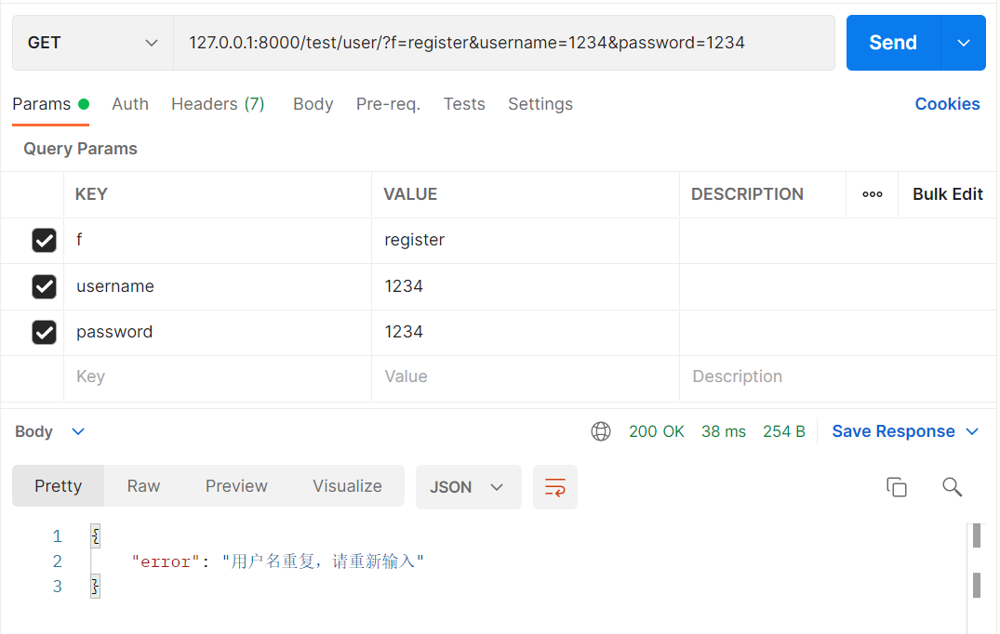 GET 127.0.0.1:8000/test/user/?f=register&username=1234&password=1234 Send
Params Auth Headers (7) Body Pre-req. Tests Settings Cookies
Query Params
KEY VALUE DESCRIPTION ooo Bulk Edit
f register
username 1234
password 1234
Key Value Description
Body 200 OK 38 ms 254 B Save Response
Pretty Raw Preview Visualize JSON
1 {
2 "error": "用户名重复，请重新输入"
3 }